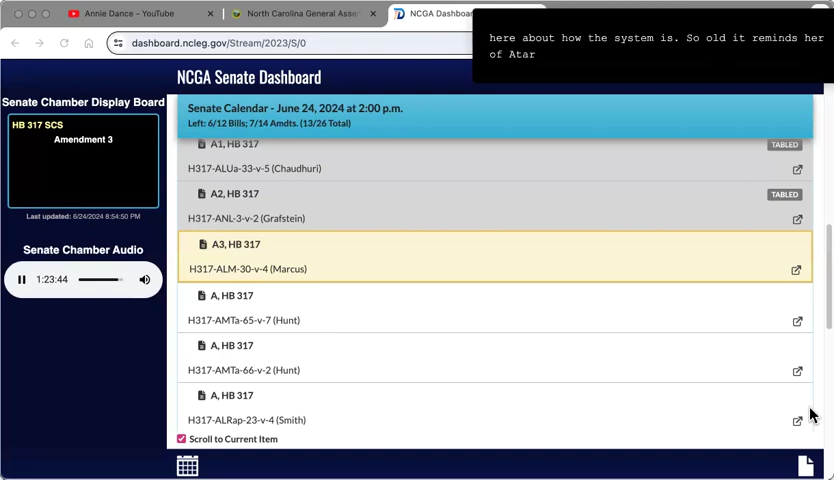 Annie Dance - YouTube
North Carolina General Asse
NCGA Dashboa
here about how the system is. So old it reminds her
of Atar
dashboard.ncleg.gov/Stream/2023/S/0
NCGA Senate Dashboard
Senate Chamber Display Board
HB 317 SCS
Amendment 3
Last updated: 6/24/2024 8:54:50 PM
Senate Chamber Audio
1:23:44
Senate Calendar - June 24, 2024 at 2:00 p.m.
Left: 6/12 Bills; 7/14 Amdts. (13/26 Total)
A1, HB 317
TABLED
H317-ALUa-33-v-5 (Chaudhuri)
A2, HB 317
TABLED
H317-ANL-3-v-2 (Grafstein)
A3, HB 317
H317-ALM-30-v-4 (Marcus)
A, HB 317
H317-AMTa-65-v-7 (Hunt)
A, HB 317
H317-AMTa-66-v-2 (Hunt)
A, HB 317
H317-ALRap-23-v-4 (Smith)
Scroll to Current Item